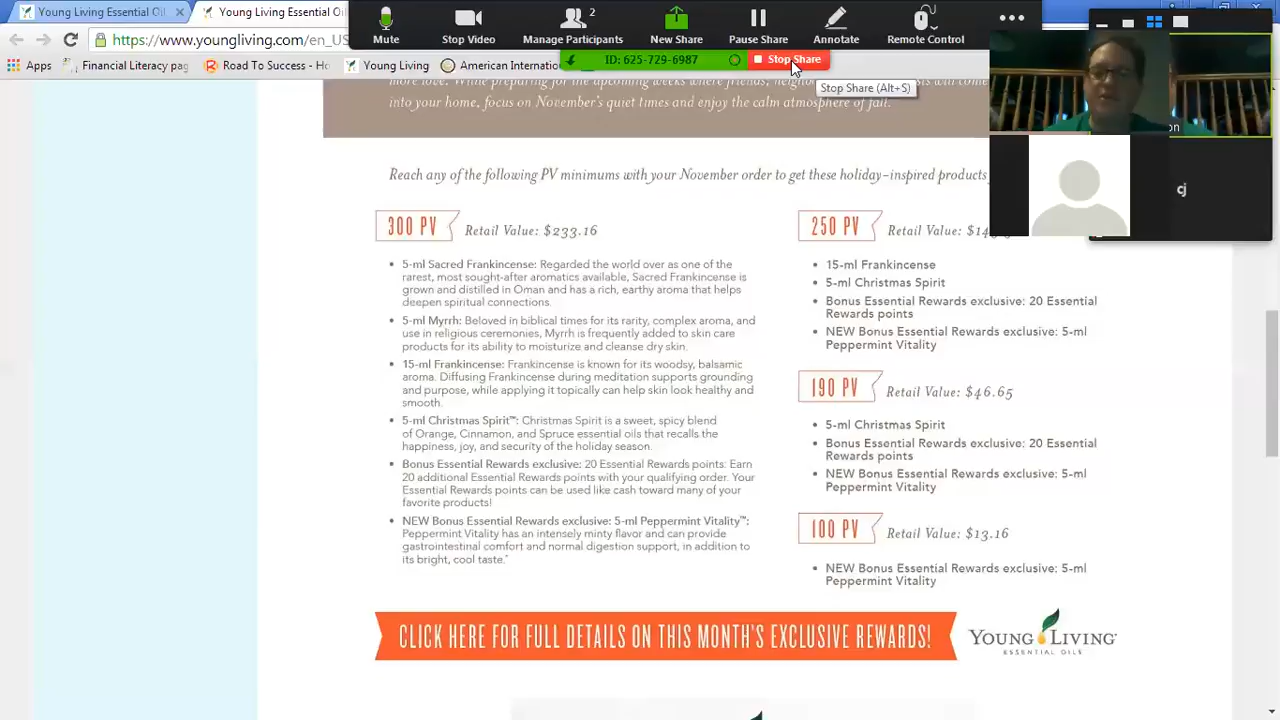 Young Living Essential Oil
Young Living Essential Oi
https://www.youngliving.com/en_US
Apps
Financial Literacy pag
Road To Success - Ho
Young Living
American Internation
Mute
Stop Video
2
Manage Participants
New Share
Pause Share
Annotate
Remote Control
ID: 625-729-6987
Stop Share
Stop Share (Alt+S)
on
cj
more love. While preparing for the upcoming weeks where friends,
will come
into your home, focus on November's quiet times and enjoy the calm atmosphere of fall.
Reach any of the following PV minimums with your November order to get these holiday-inspired products
300 PV
Retail Value: $233.16
• 5-ml Sacred Frankincense: Regarded the world over as one of the
rarest, most sought-after aromatics available, Sacred Frankincense is
grown and distilled in Oman and has a rich, earthy aroma that helps
deepen spiritual connections.
• 5-ml Myrrh: Beloved in biblical times for its rarity, complex aroma, and
use in religious ceremonies, Myrrh is frequently added to skin care
products for its ability to moisturize and cleanse dry skin.
• 15-ml Frankincense: Frankincense is known for its woodsy, balsamic
aroma. Diffusing Frankincense during meditation supports grounding
and purpose, while applying it topically can help skin look healthy and
smooth.
• 5-ml Christmas Spirit™: Christmas Spirit is a sweet, spicy blend
of Orange, Cinnamon, and Spruce essential oils that recalls the
happiness, joy, and security of the holiday season.
• Bonus Essential Rewards exclusive: 20 Essential Rewards points: Earn
20 additional Essential Rewards points with your qualifying order. Your
Essential Rewards points can be used like cash toward many of your
favorite products!
• NEW Bonus Essential Rewards exclusive: 5-ml Peppermint Vitality™:
Peppermint Vitality has an intensely minty flavor and can provide
gastrointestinal comfort and normal digestion support, in addition to
its bright, cool taste.*
250 PV
Retail Value:
• 15-ml Frankincense
• 5-ml Christmas Spirit
• Bonus Essential Rewards exclusive: 20 Essential
Rewards points
• NEW Bonus Essential Rewards exclusive: 5-ml
Peppermint Vitality
190 PV
Retail Value: $46.65
• 5-ml Christmas Spirit
• Bonus Essential Rewards exclusive: 20 Essential
Rewards points
• NEW Bonus Essential Rewards exclusive: 5-ml
Peppermint Vitality
100 PV
Retail Value: $13.16
• NEW Bonus Essential Rewards exclusive: 5-ml
Peppermint Vitality
CLICK HERE FOR FULL DETAILS ON THIS MONTH'S EXCLUSIVE REWARDS!
YOUNG LIVING
ESSENTIAL OILS